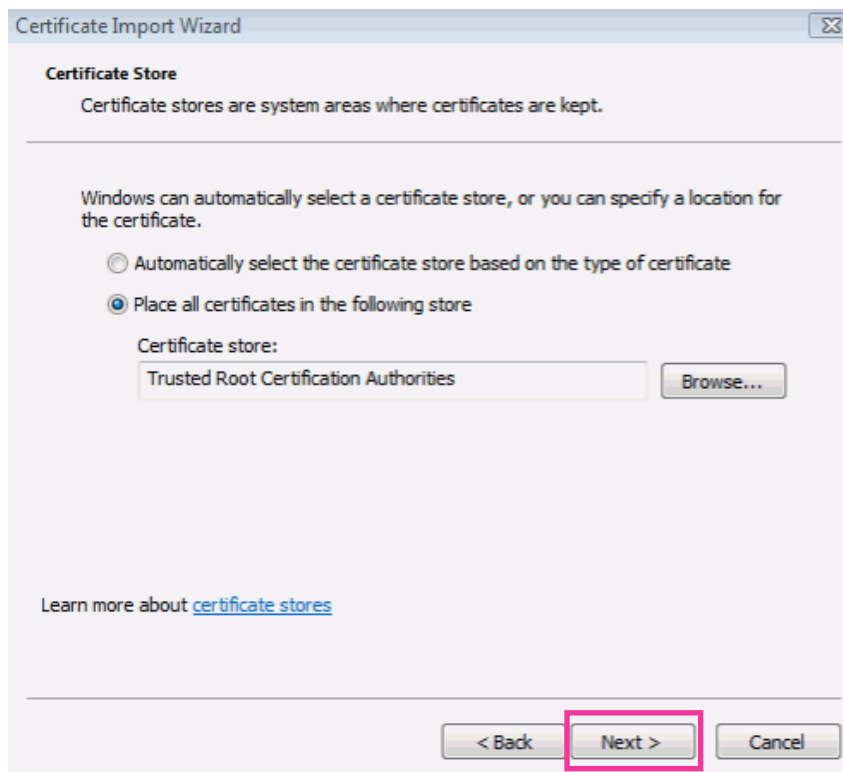 Certificate Import Wizard
Certificate Store
Certificate stores are system areas where certificates are kept.
Windows can automatically select a certificate store, or you can specify a location for
the certificate.
Automatically select the certificate store based on the type of certificate
Place all certificates in the following store
Certificate store:
Trusted Root Certification Authorities
Browse...
Learn more about certificate stores
< Back Next > Cancel